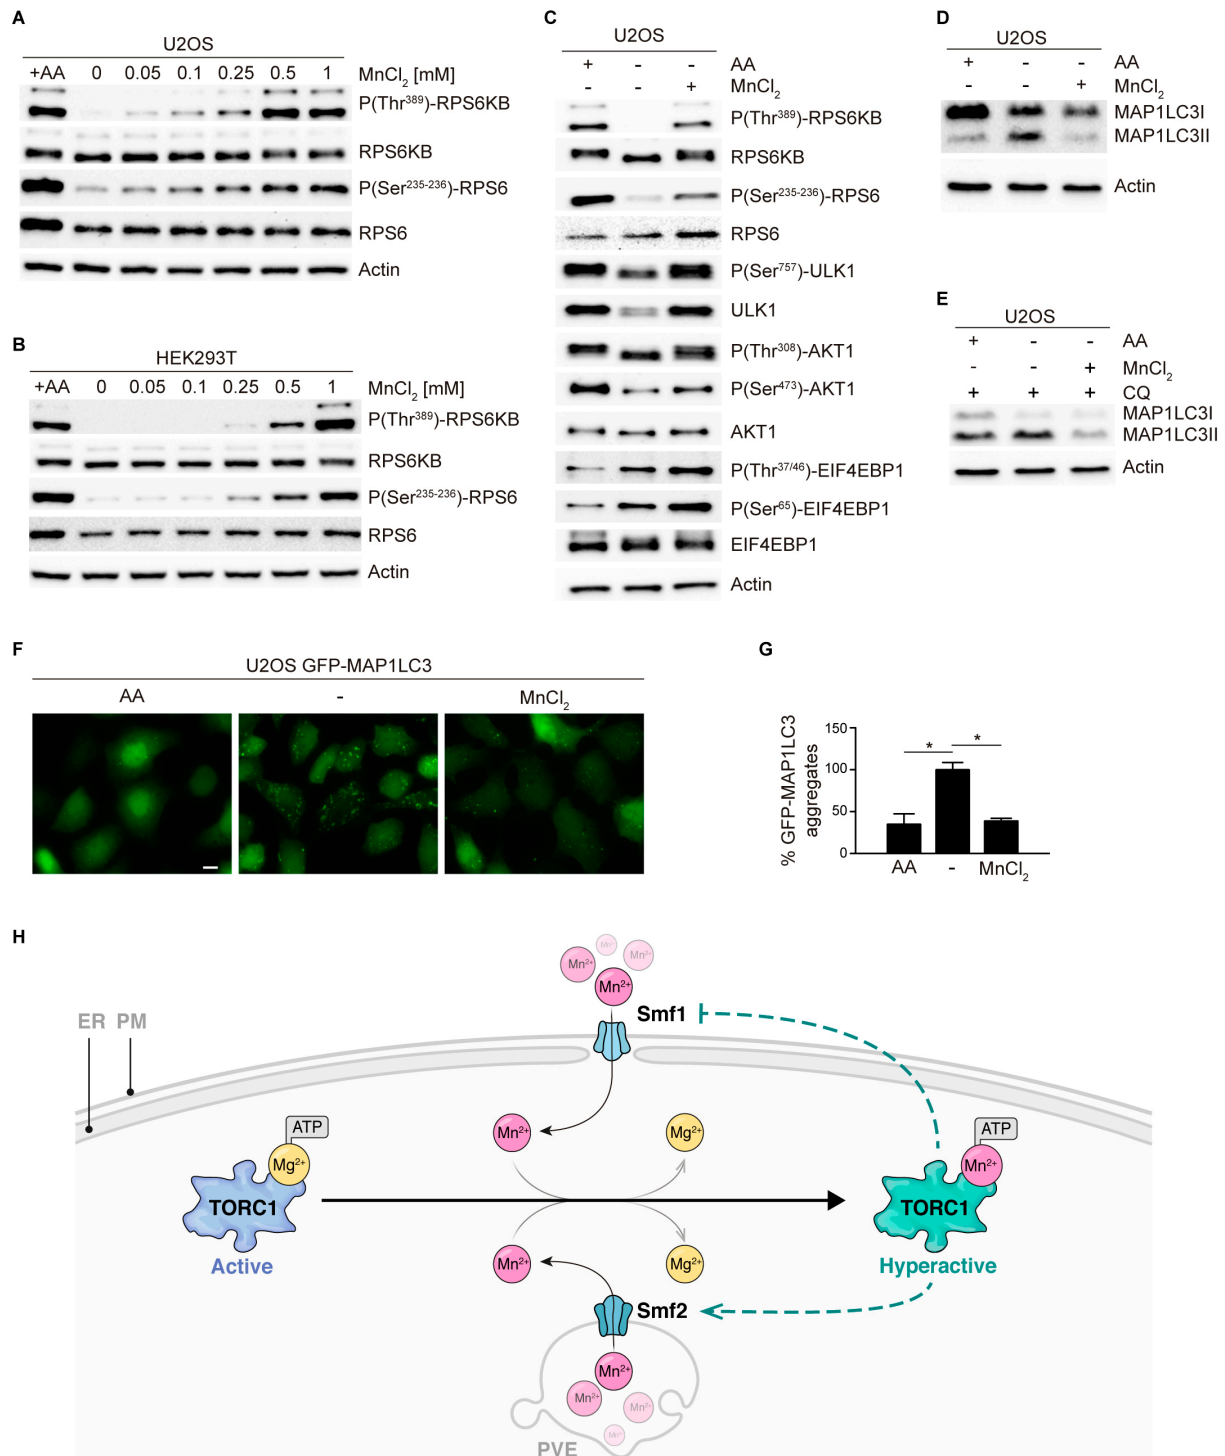 A
U2OS
+AA 0 0.05 0.1 0.25 0.5 1 MnCl2 [mM]
P(Thr389)-RPS6KB
RPS6KB
P(Ser235-236)-RPS6
RPS6
Actin
B
HEK293T
+AA 0 0.05 0.1 0.25 0.5 1 MnCl2 [mM]
P(Thr389)-RPS6KB
RPS6KB
P(Ser235-236)-RPS6
RPS6
Actin
C
U2OS
+ - - AA
- - + MnCl2
P(Thr389)-RPS6KB
RPS6KB
P(Ser235-236)-RPS6
RPS6
P(Ser757)-ULK1
ULK1
P(Thr308)-AKT1
P(Ser473)-AKT1
AKT1
P(Thr37/46)-EIF4EBP1
P(Ser65)-EIF4EBP1
EIF4EBP1
Actin
D
U2OS
+ - - AA
- - + MnCl2
MAP1LC3I
MAP1LC3II
Actin
E
U2OS
+ - - AA
- - + MnCl2
+ + + CQ
MAP1LC3I
MAP1LC3II
Actin
F
U2OS GFP-MAP1LC3
AA - MnCl2
G
% GFP-MAP1LC3
aggregates
150
100
50
0
* *
AA - MnCl2
H
Mn2+
Mn2+ Mn2+
Mn2+
Smf1
ER PM
ATP
Mg2+
TORC1
Active
Mn2+ Mg2+
Mn2+ Mg2+
ATP
Mn2+
TORC1
Hyperactive
Smf2
Mn2+
Mn2+ Mn2+
Mn2+
PVE